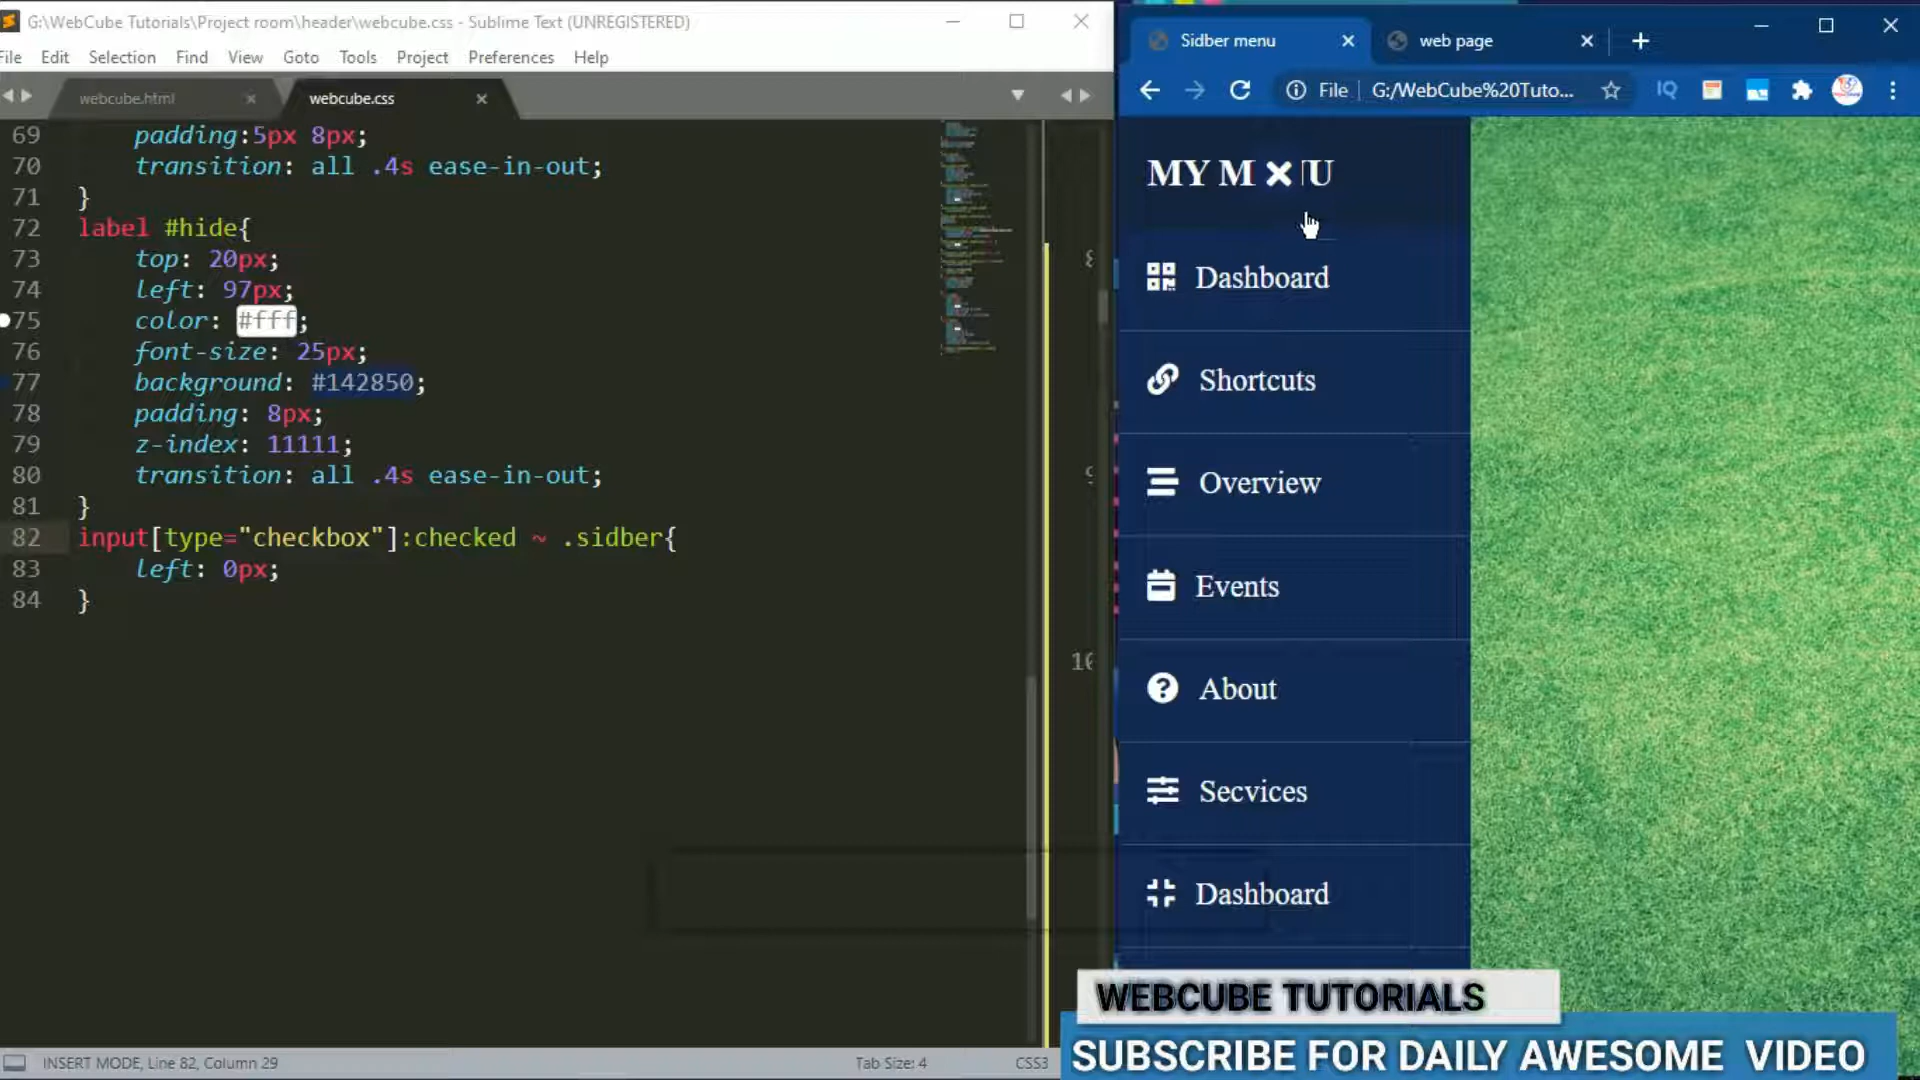 G:\WebCube Tutorials\Project room\header\webcube.css - Sublime Text (UNREGISTERED)
File Edit Selection Find View Goto Tools Project Preferences Help
webcube.html
webcube.css
69 padding:5px 8px;
70 transition: all .4s ease-in-out;
71 }
72 label #hide{
73 top: 20px;
74 left: 97px;
75 color: #fff;
76 font-size: 25px;
77 background: #142850;
78 padding: 8px;
79 z-index: 11111;
80 transition: all .4s ease-in-out;
81 }
82 input[type="checkbox"]:checked ~ .sidber{
83 left: 0px;
84 }
INSERT MODE, Line 82, Column 29
Tab Size: 4
CSS3
8
10
Sidber menu
web page
File
G:/WebCube%20Tuto...
IQ
MY M U
Dashboard
Shortcuts
Overview
Events
About
Secvices
Dashboard
WEBCUBE TUTORIALS
SUBSCRIBE FOR DAILY AWESOME VIDEO